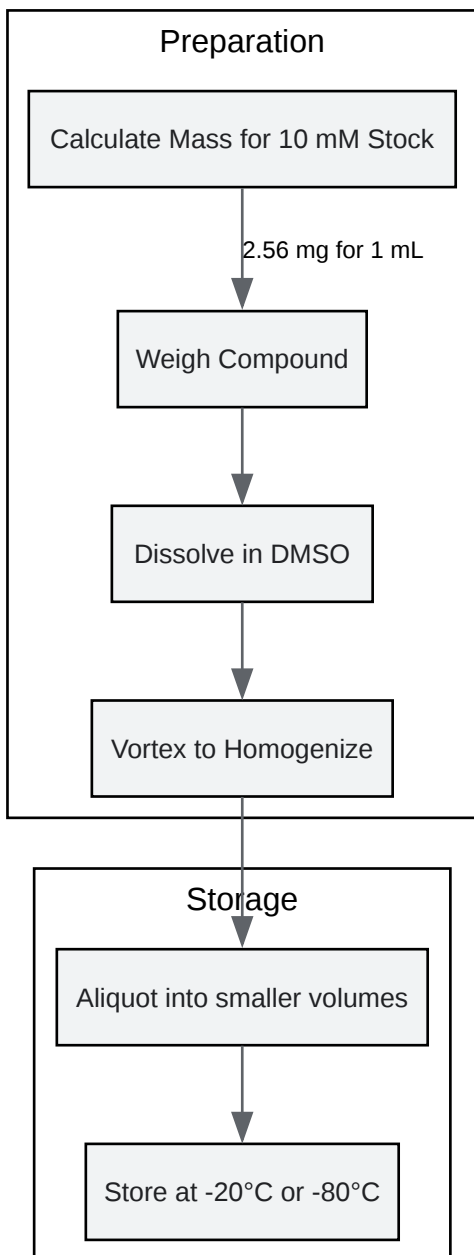 Preparation
Calculate Mass for 10 mM Stock
2.56 mg for 1 mL
Weigh Compound
Dissolve in DMSO
Vortex to Homogenize
Storage
Aliquot into smaller volumes
Store at -20°C or -80°C